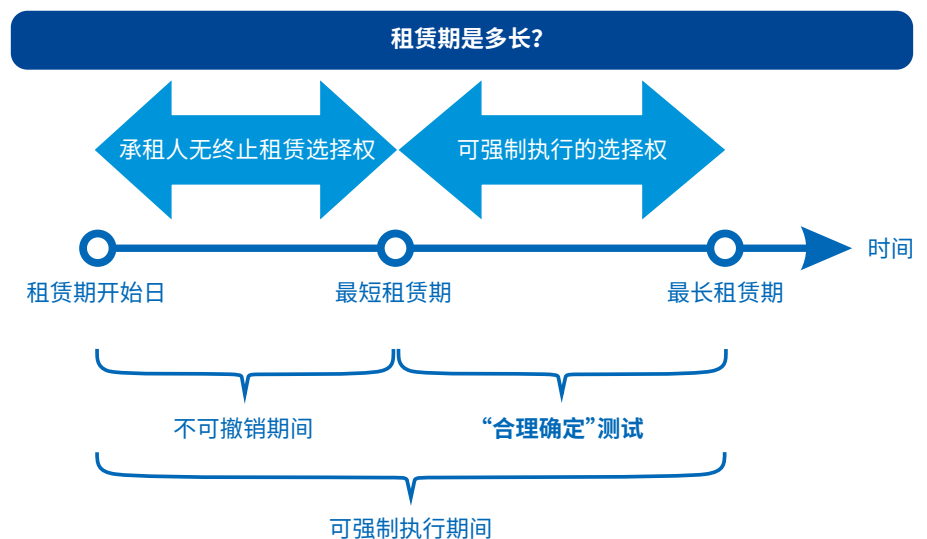 租赁期是多长?
承租人无终止租赁选择权
可强制执行的选择权
时间
租赁期开始日
最短租赁期
最长租赁期
不可撤销期间
“合理确定”测试
可强制执行期间